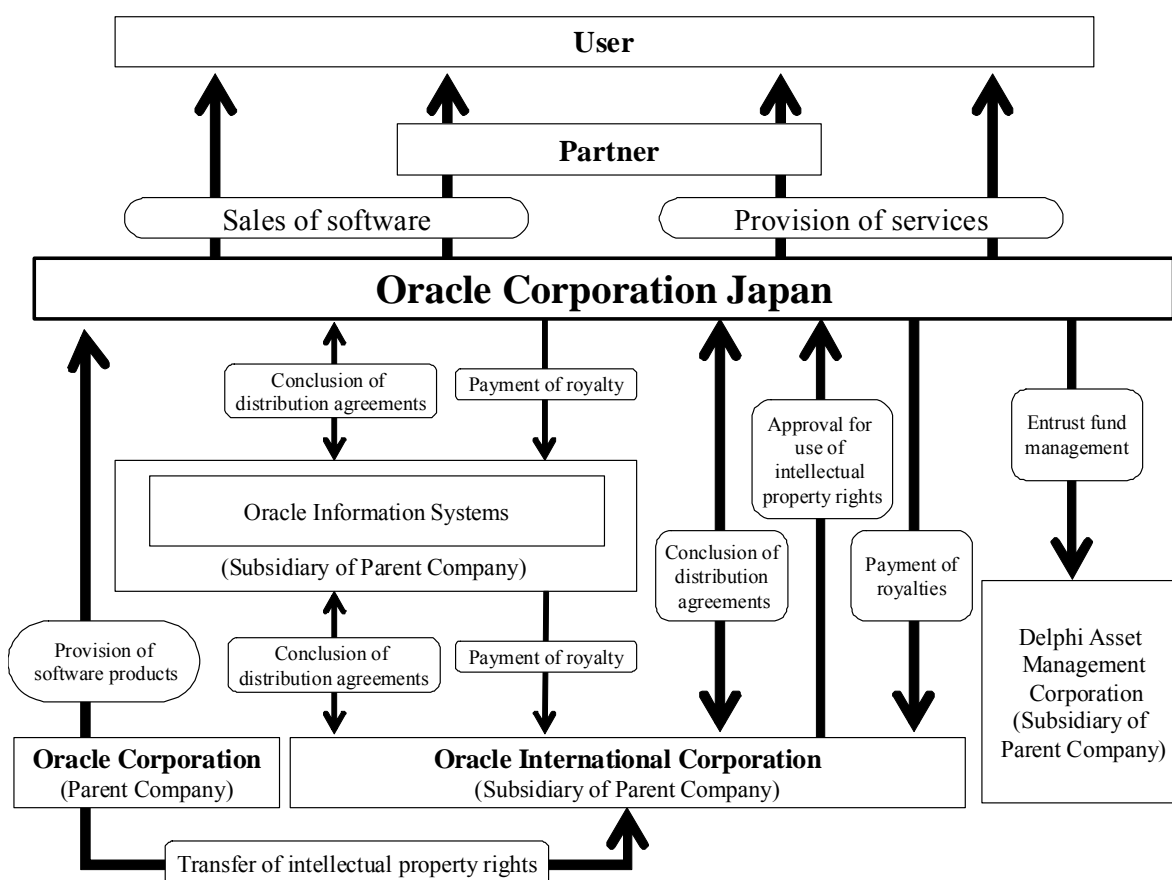 User
Partner
Sales of software
Provision of services
Oracle Corporation Japan
Conclusion of
distribution agreements
Payment of royalty
Approval for
use of
intellectual
property rights
Entrust fund
management
Oracle Information Systems
(Subsidiary of Parent Company)
Conclusion of
distribution
agreements
Payment of
royalties
Provision of
software products
Conclusion of
distribution agreements
Payment of royalty
Delphi Asset
Management
Corporation
(Subsidiary of
Parent Company)
Oracle Corporation
(Parent Company)
Oracle International Corporation
(Subsidiary of Parent Company)
Transfer of intellectual property rights